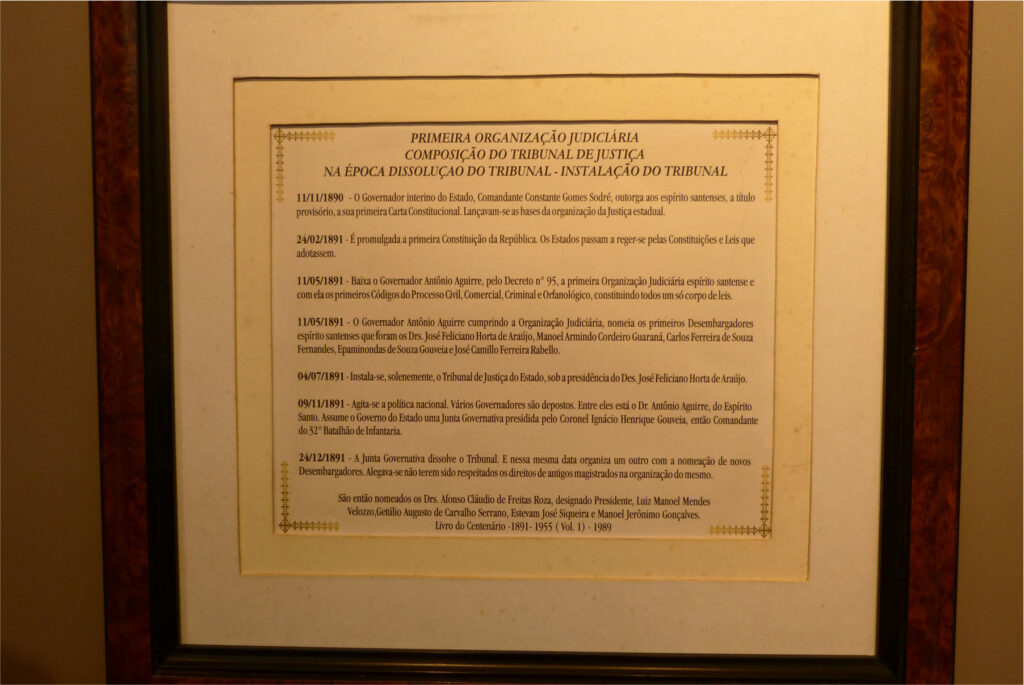 PRIMEIRA ORGANIZAÇÃO JUDICIÁRIA
COMPOSIÇÃO DO TRIBUNAL DE JUSTIÇA
NA ÉPOCA DISSOLUÇAO DO TRIBUNAL - INSTALAÇÃO DO TRIBUNAL
11/11/1890 - O Governador interino do Estado, Comandante Constante Gomes Sodré, outorga aos espírito santenses, a título
provisório, a sua primeira Carta Constitucional. Lançavam-se as bases da organização da Justiça estadual.
24/02/1891 - É promulgada a primeira Constituição da República. Os Estados passam a reger-se pelas Constituições e Leis que
adotassem.
11/05/1891 - Baixa o Governador Antônio Aguirre, pelo Decreto n° 95, a primeira Organização Judiciária espírito santense e
com ela os primeiros Códigos do Processo Civil, Comercial, Criminal e Orfanológico, constituindo todos um só corpo de leis.
11/05/1891 - O Governador Antônio Aguirre cumprindo a Organização Judiciária, nomeia os primeiros Desembargadores
espírito santenses que foram os Drs. José Feliciano Horta de Araújo, Manoel Armindo Cordeiro Guaraná, Carlos Ferreira de Souza
Fernandes, Epaminondas de Souza Gouveia e José Camillo Ferreira Rabello.
04/07/1891 - Instala-se, solenemente, o Tribunal de Justiça do Estado, sob a presidência do Des. José Feliciano Horta de Araújo.
09/11/1891 - Agita-se a política nacional. Vários Governadores são depostos. Entre eles está o Dr. Antônio Aguirre, do Espírito
Santo. Assume o Governo do Estado uma Junta Governativa presidida pelo Coronel Ignácio Henrique Gouveia, então Comandante
do 32° Batalhão de Infantaria.
24/12/1891 - A Junta Governativa dissolve o Tribunal. E nessa mesma data organiza um outro com a nomeação de novos
Desembargadores. Alegava-se não terem sido respeitados os direitos de antigos magistrados na organização do mesmo.
São então nomeados os Drs. Afonso Cláudio de Freitas Roza, designado Presidente, Luiz Manoel Mendes
Velozzo,Getúlio Augusto de Carvalho Serrano, Estevam José Siqueira e Manoel Jerônimo Gonçalves.
Livro do Centenário -1891- 1955 ( Vol. 1) - 1989